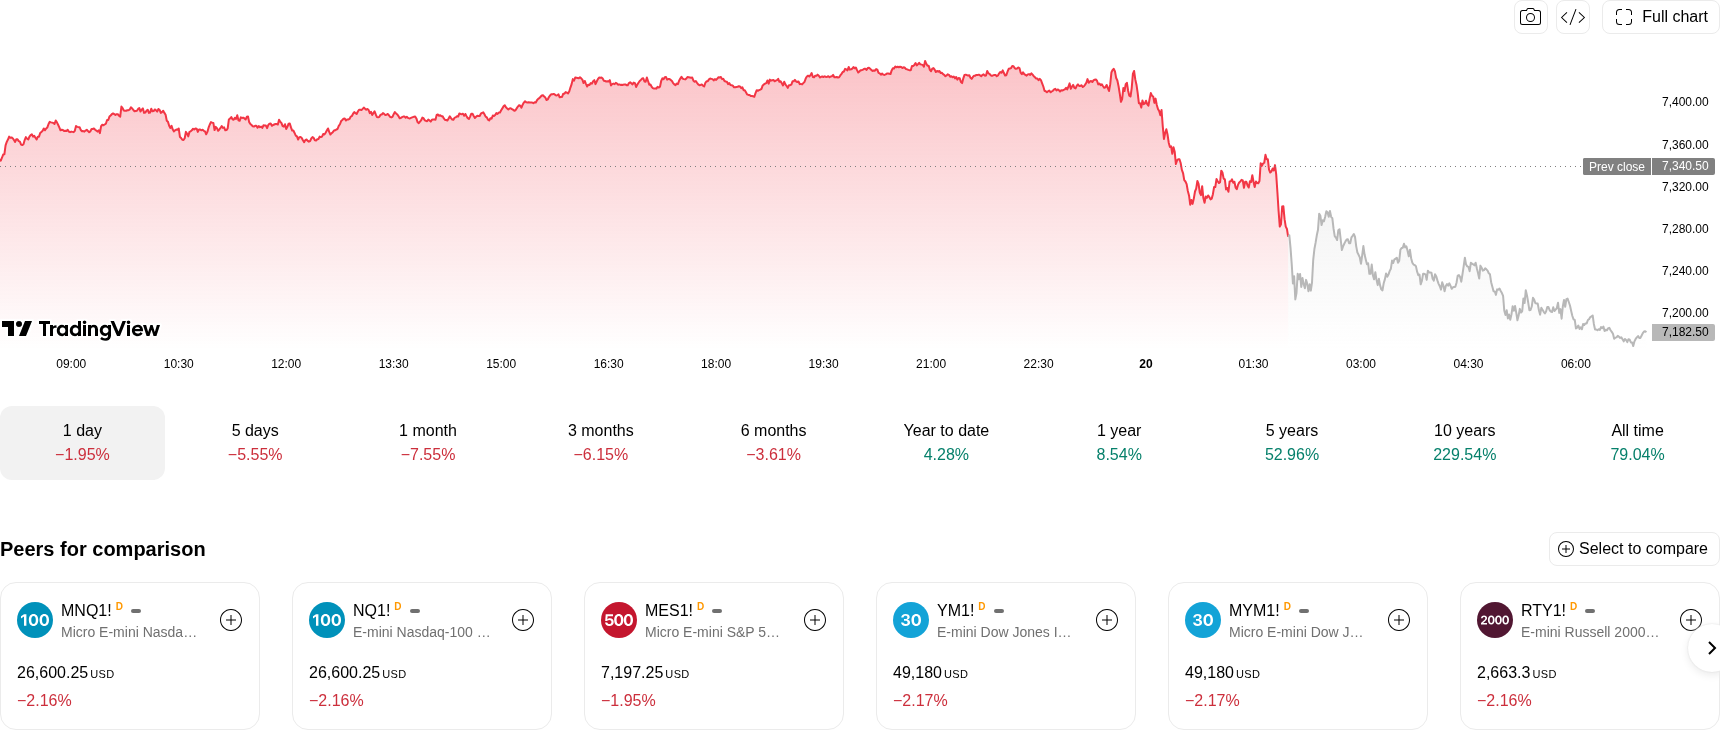 Full chart
7,400.00
7,360.00
Prev close 7,340.50
7,320.00
7,280.00
7,240.00
7,200.00
7,182.50
TradingView
09:00 10:30 12:00 13:30 15:00 16:30 18:00 19:30 21:00 22:30 20 01:30 03:00 04:30 06:00
1 day 5 days 1 month 3 months 6 months Year to date 1 year 5 years 10 years All time
−1.95% −5.55% −7.55% −6.15% −3.61% 4.28% 8.54% 52.96% 229.54% 79.04%
Peers for comparison
Select to compare
100 MNQ1! D
Micro E-mini Nasda…
26,600.25 USD
−2.16%
100 NQ1! D
E-mini Nasdaq-100 …
26,600.25 USD
−2.16%
500 MES1! D
Micro E-mini S&P 5…
7,197.25 USD
−1.95%
30 YM1! D
E-mini Dow Jones I…
49,180 USD
−2.17%
30 MYM1! D
Micro E-mini Dow J…
49,180 USD
−2.17%
2000 RTY1! D
E-mini Russell 2000…
2,663.3 USD
−2.16%